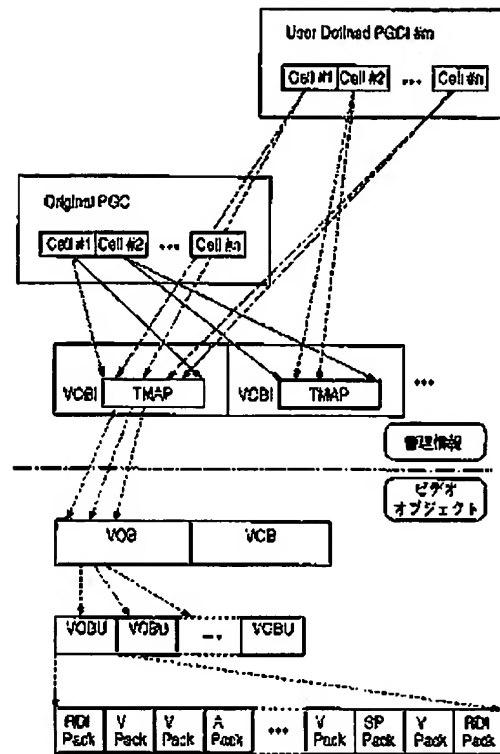 User Defined PGCI #m
Cell #1 Cell #2 ... Cell #n
Original PGC
Cell #1 Cell #2 ... Cell #n
VOBI TMAP VOBI TMAP ...
管理情報
ビデオ
オブジェクト
VOB VOB
VOBU VOBU ... VOBU
RDI Pack V Pack V Pack A Pack ... V Pack SP Pack V Pack RDI Pack